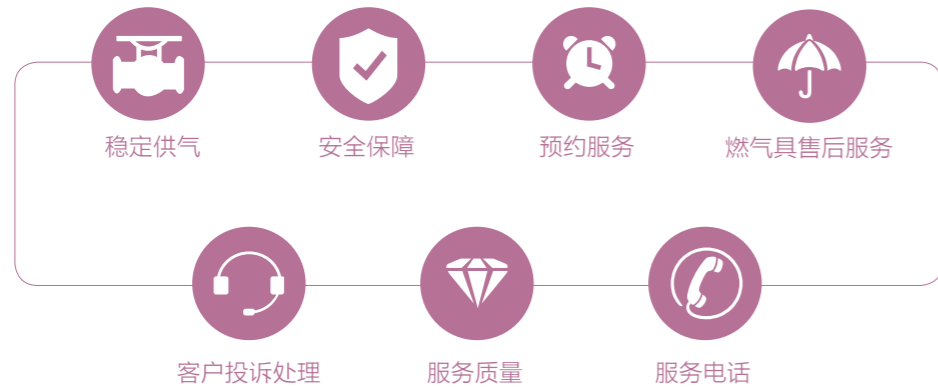 稳定供气
安全保障
预约服务
燃气具售后服务
客户投诉处理
服务质量
服务电话